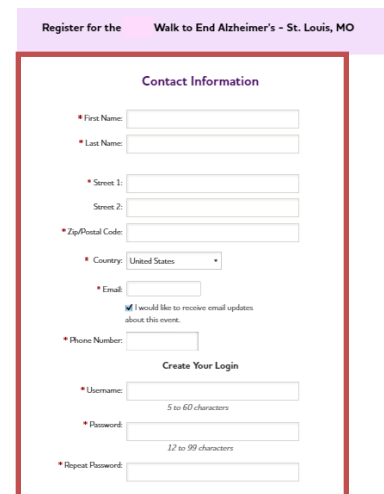 Register for the Walk to End Alzheimer's - St. Louis, MO
Contact Information
* First Name:
* Last Name:
* Street 1:
Street 2:
* Zip/Postal Code:
* Country: United States
* Email:
I would like to receive email updates
about this event.
* Phone Number:
Create Your Login
* Username:
5 to 60 characters
* Password:
12 to 99 characters
* Repeat Password: